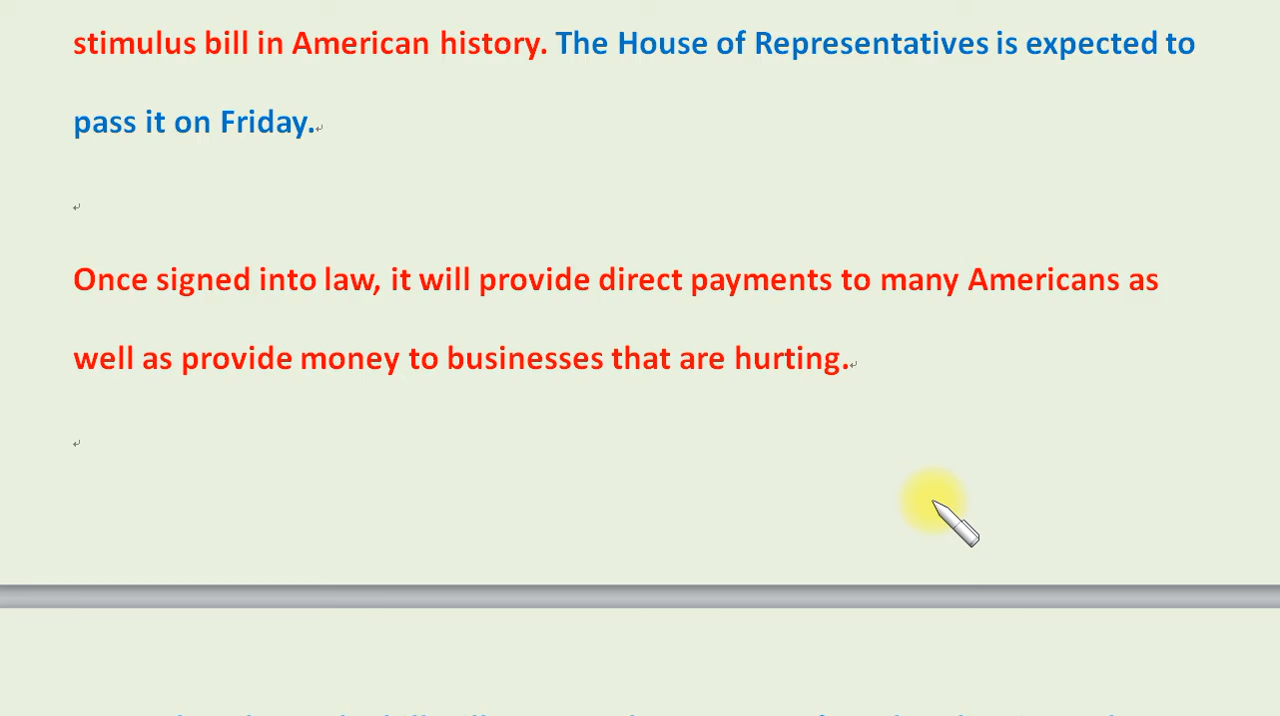 stimulus bill in American history. The House of Representatives is expected to
pass it on Friday.
Once signed into law, it will provide direct payments to many Americans as
well as provide money to businesses that are hurting.